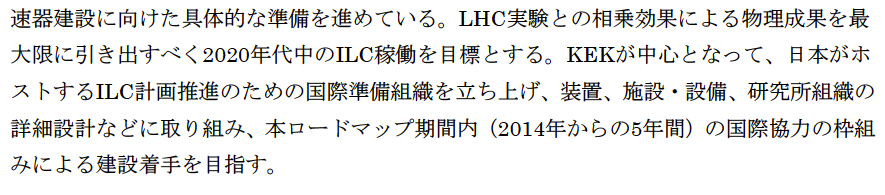 速器建設に向けた具体的な準備を進めている。LHC実験との相乗効果による物理成果を最
大限に引き出すべく2020年代中のILC稼働を目標とする。KEKが中心となって、日本がホ
ストするILC計画推進のための国際準備組織を立ち上げ、装置、施設・設備、研究所組織の
詳細設計などに取り組み、本ロードマップ期間内（2014年からの5年間）の国際協力の枠組
みによる建設着手を目指す。